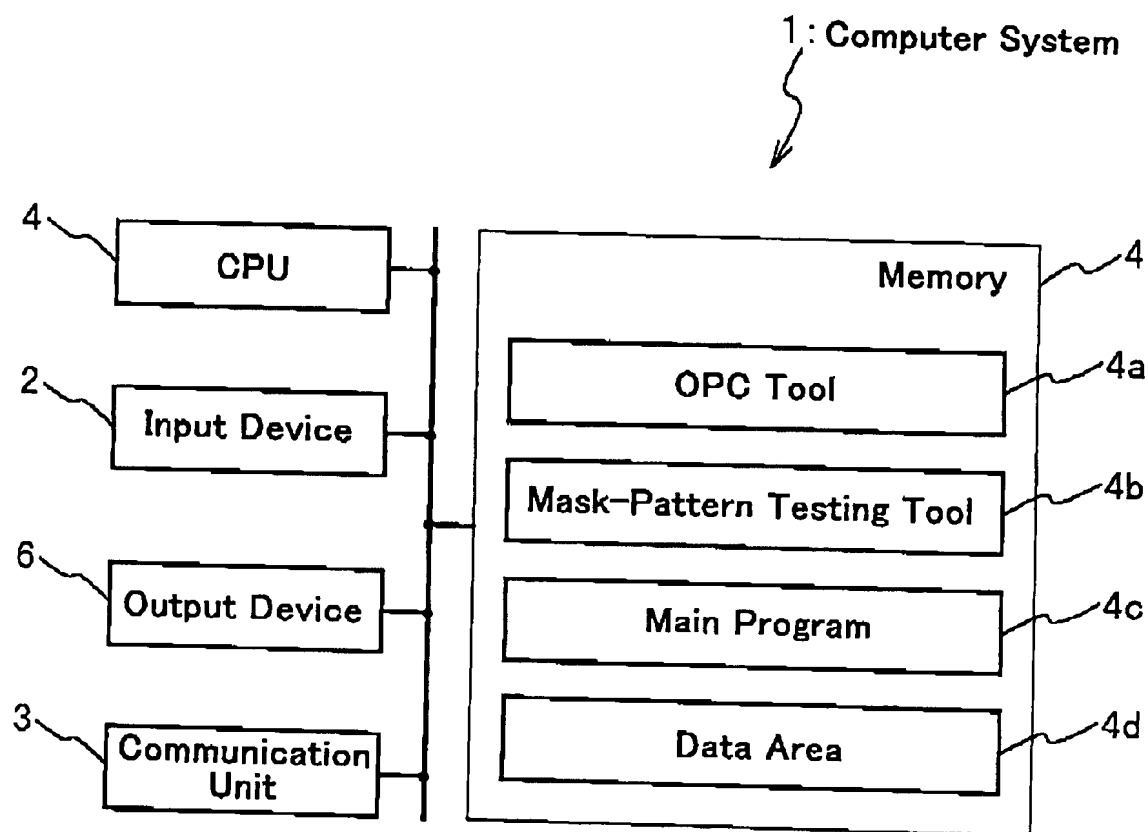 1: Computer System
4
CPU
2
Input Device
6
Output Device
3
Communication
Unit
Memory
4
OPC Tool
4a
Mask-Pattern Testing Tool
4b
Main Program
4c
Data Area
4d